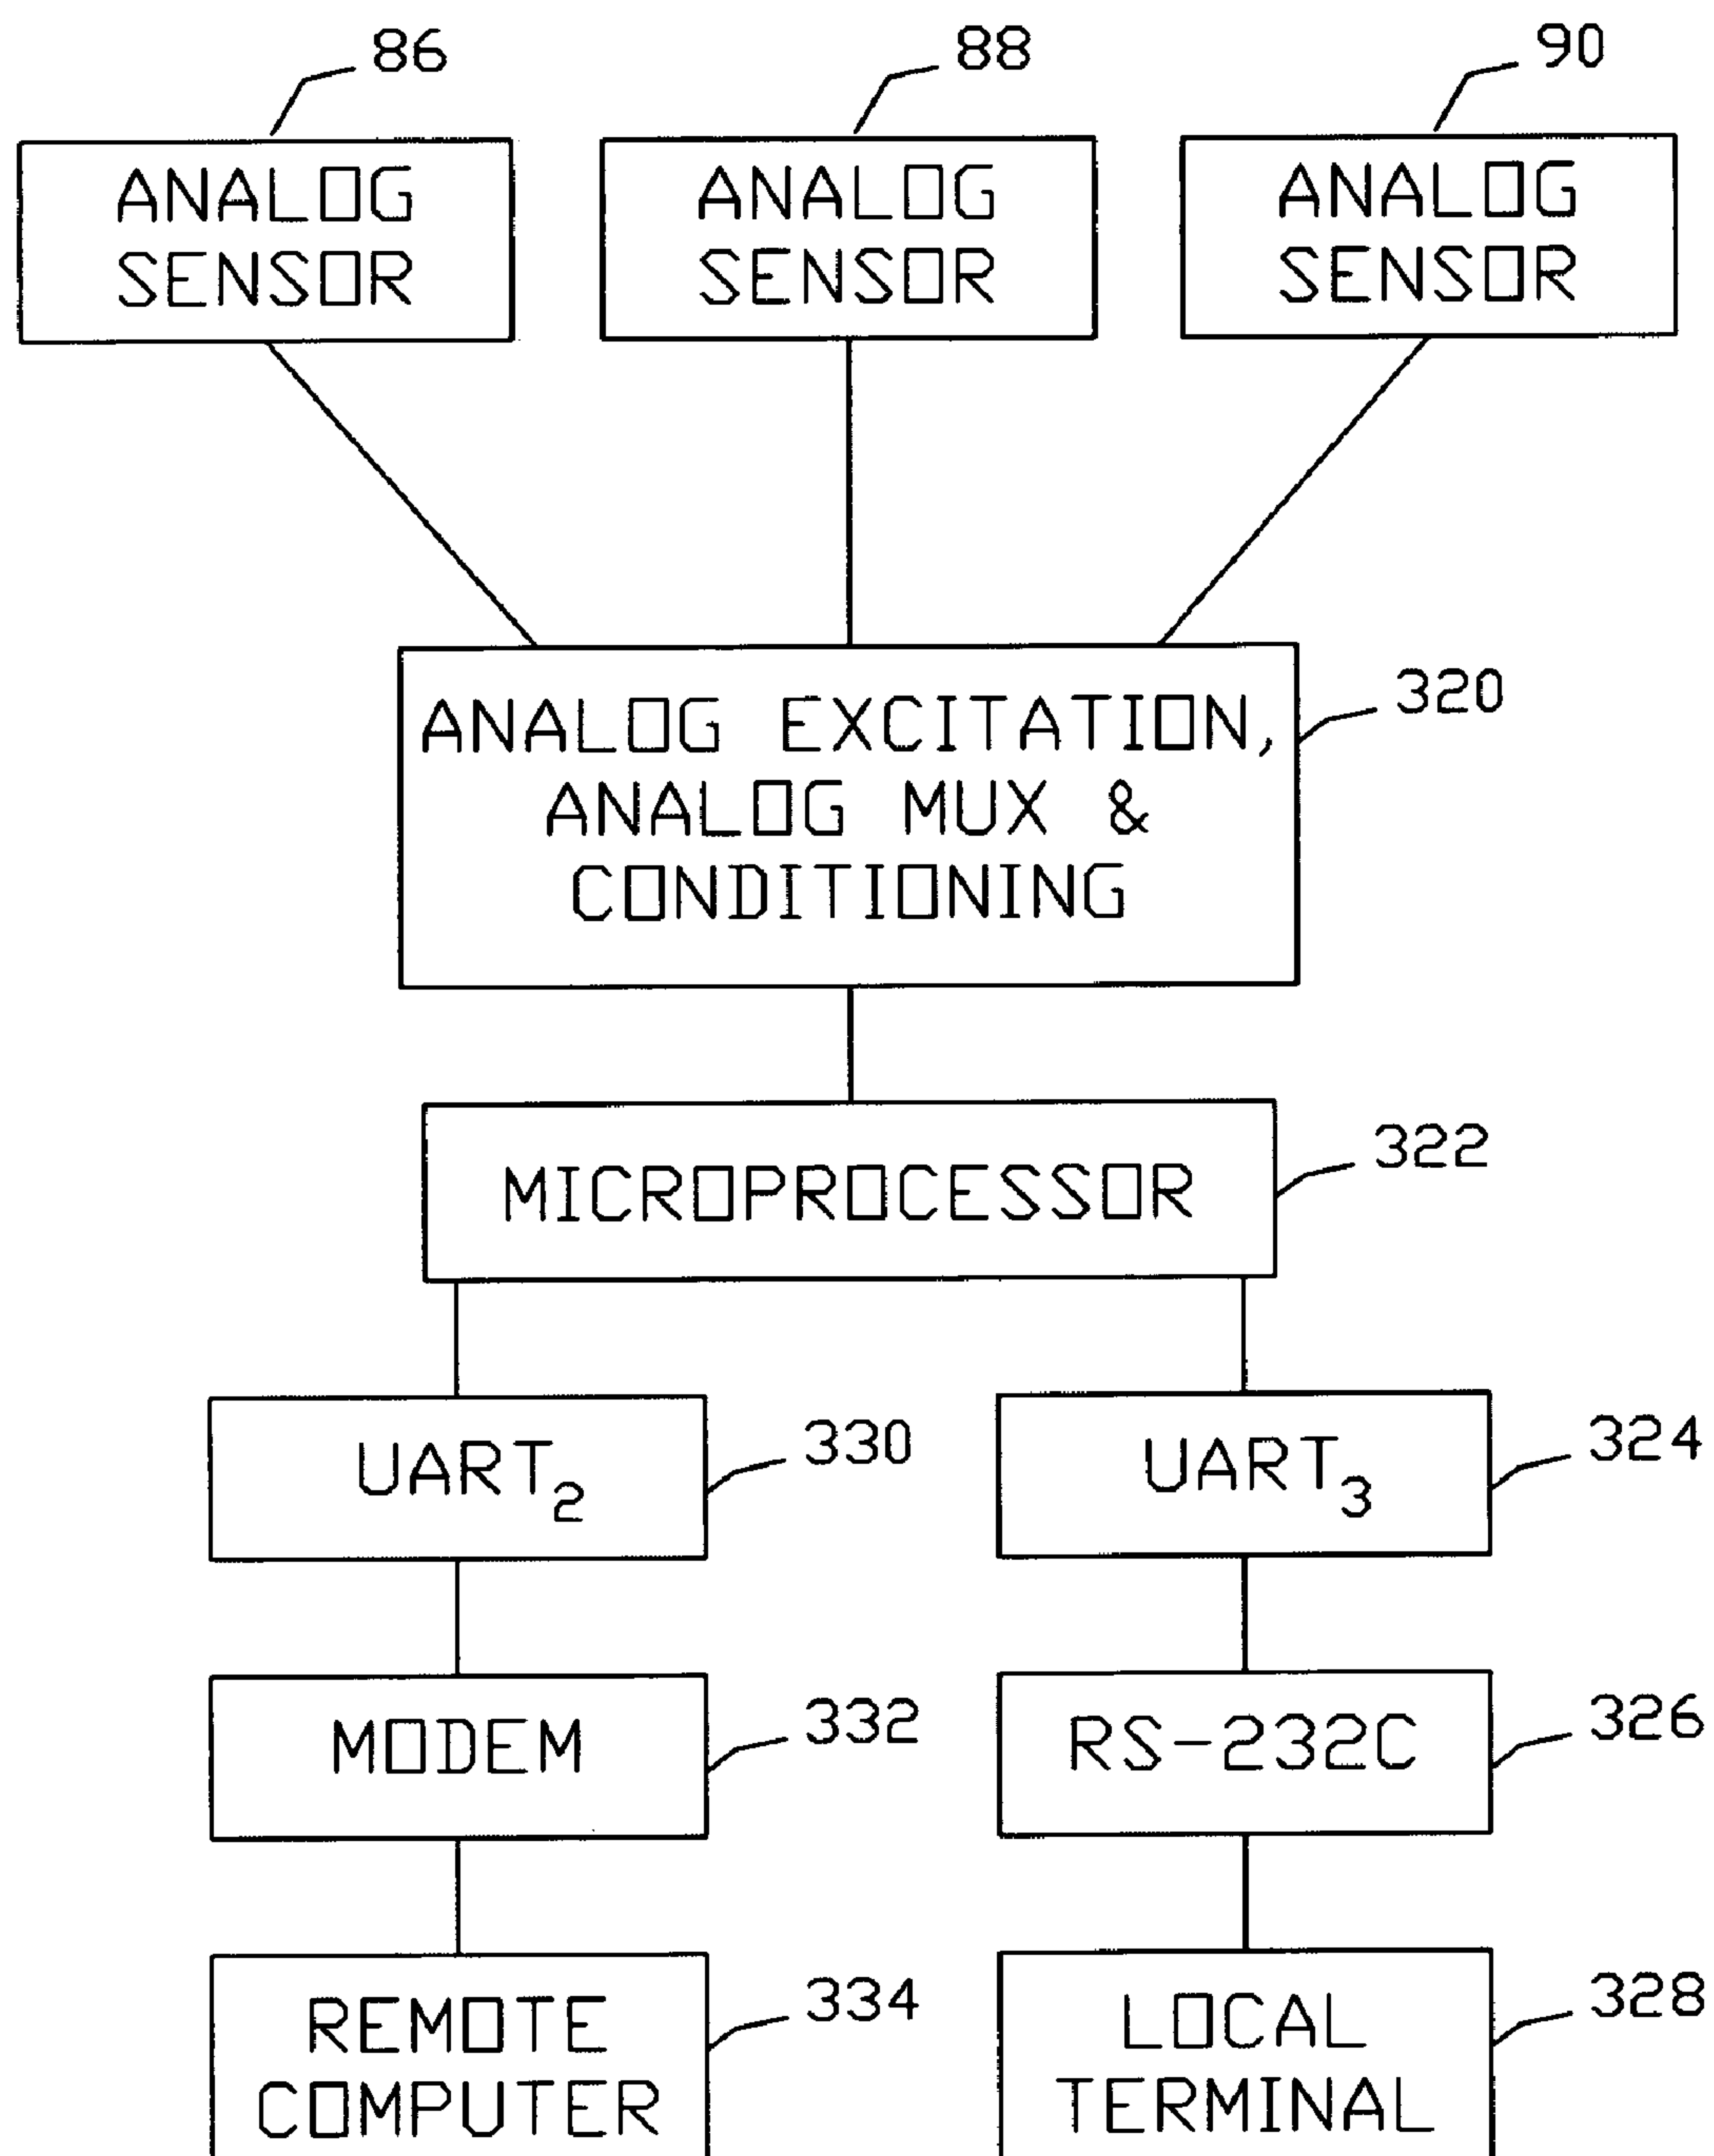 86
88
90
ANALOG
SENSOR
ANALOG
SENSOR
ANALOG
SENSOR
320
ANALOG EXCITATION,
ANALOG MUX &
CONDITIONING
322
MICROPROCESSOR
330
UART2
324
UART3
332
MODEM
326
RS-232C
334
REMOTE
COMPUTER
328
LOCAL
TERMINAL